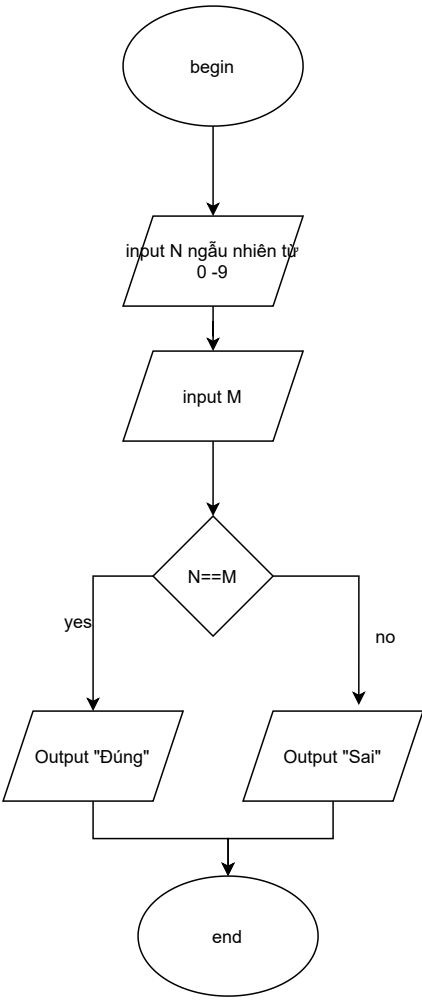 begin
input N ngẫu nhiên từ
0 -9
input M
N==M
yes
no
Output "Đúng"
Output "Sai"
end